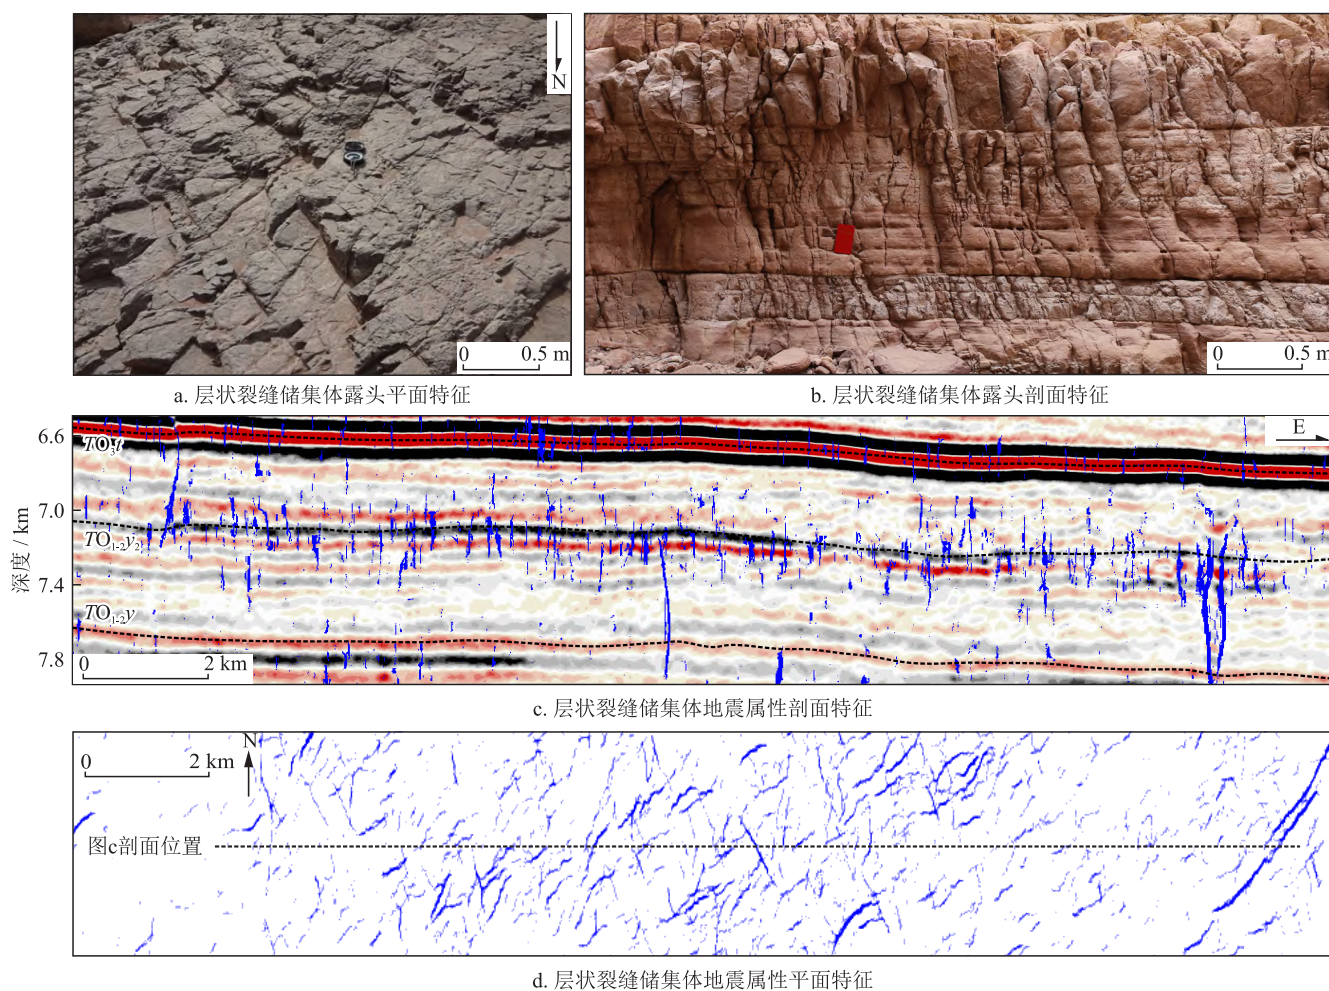 N
0 0.5 m
0 0.5 m
a. 层状裂缝储集体露头平面特征
b. 层状裂缝储集体露头剖面特征
深度 / km
6.6
7.0
7.4
7.8
TO₃t
TO₁₋₂y₂
TO₁₋₂y
E
0 2 km
c. 层状裂缝储集体地震属性剖面特征
0 2 km
N
图c剖面位置
d. 层状裂缝储集体地震属性平面特征